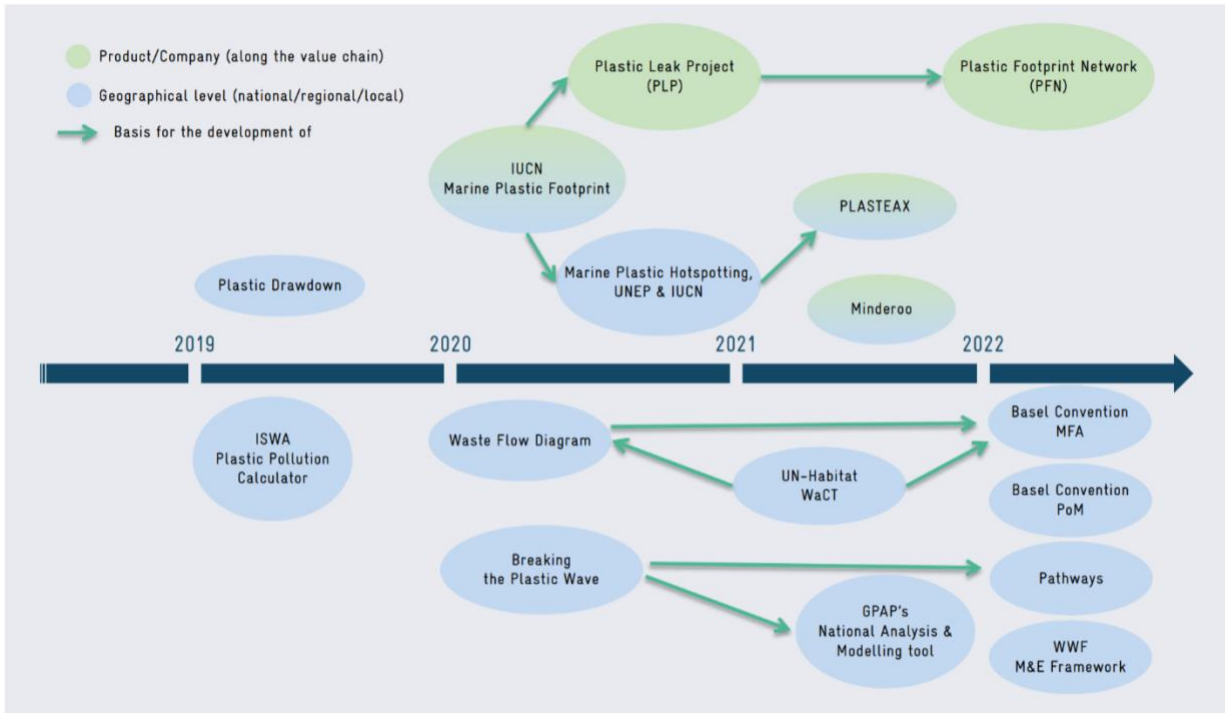 Product/Company (along the value chain)
Geographical level (national/regional/local)
Basis for the development of
Plastic Leak Project
(PLP)
Plastic Footprint Network
(PFN)
IUCN
Marine Plastic Footprint
PLASTEAX
Marine Plastic Hotspotting,
UNEP & IUCN
Plastic Drawdown
Minderoo
2019
2020
2021
2022
ISWA
Plastic Pollution
Calculator
Waste Flow Diagram
UN-Habitat
WaCT
Basel Convention
MFA
Basel Convention
PoM
Breaking
the Plastic Wave
Pathways
GPAP's
National Analysis &
Modelling tool
WWF
M&E Framework